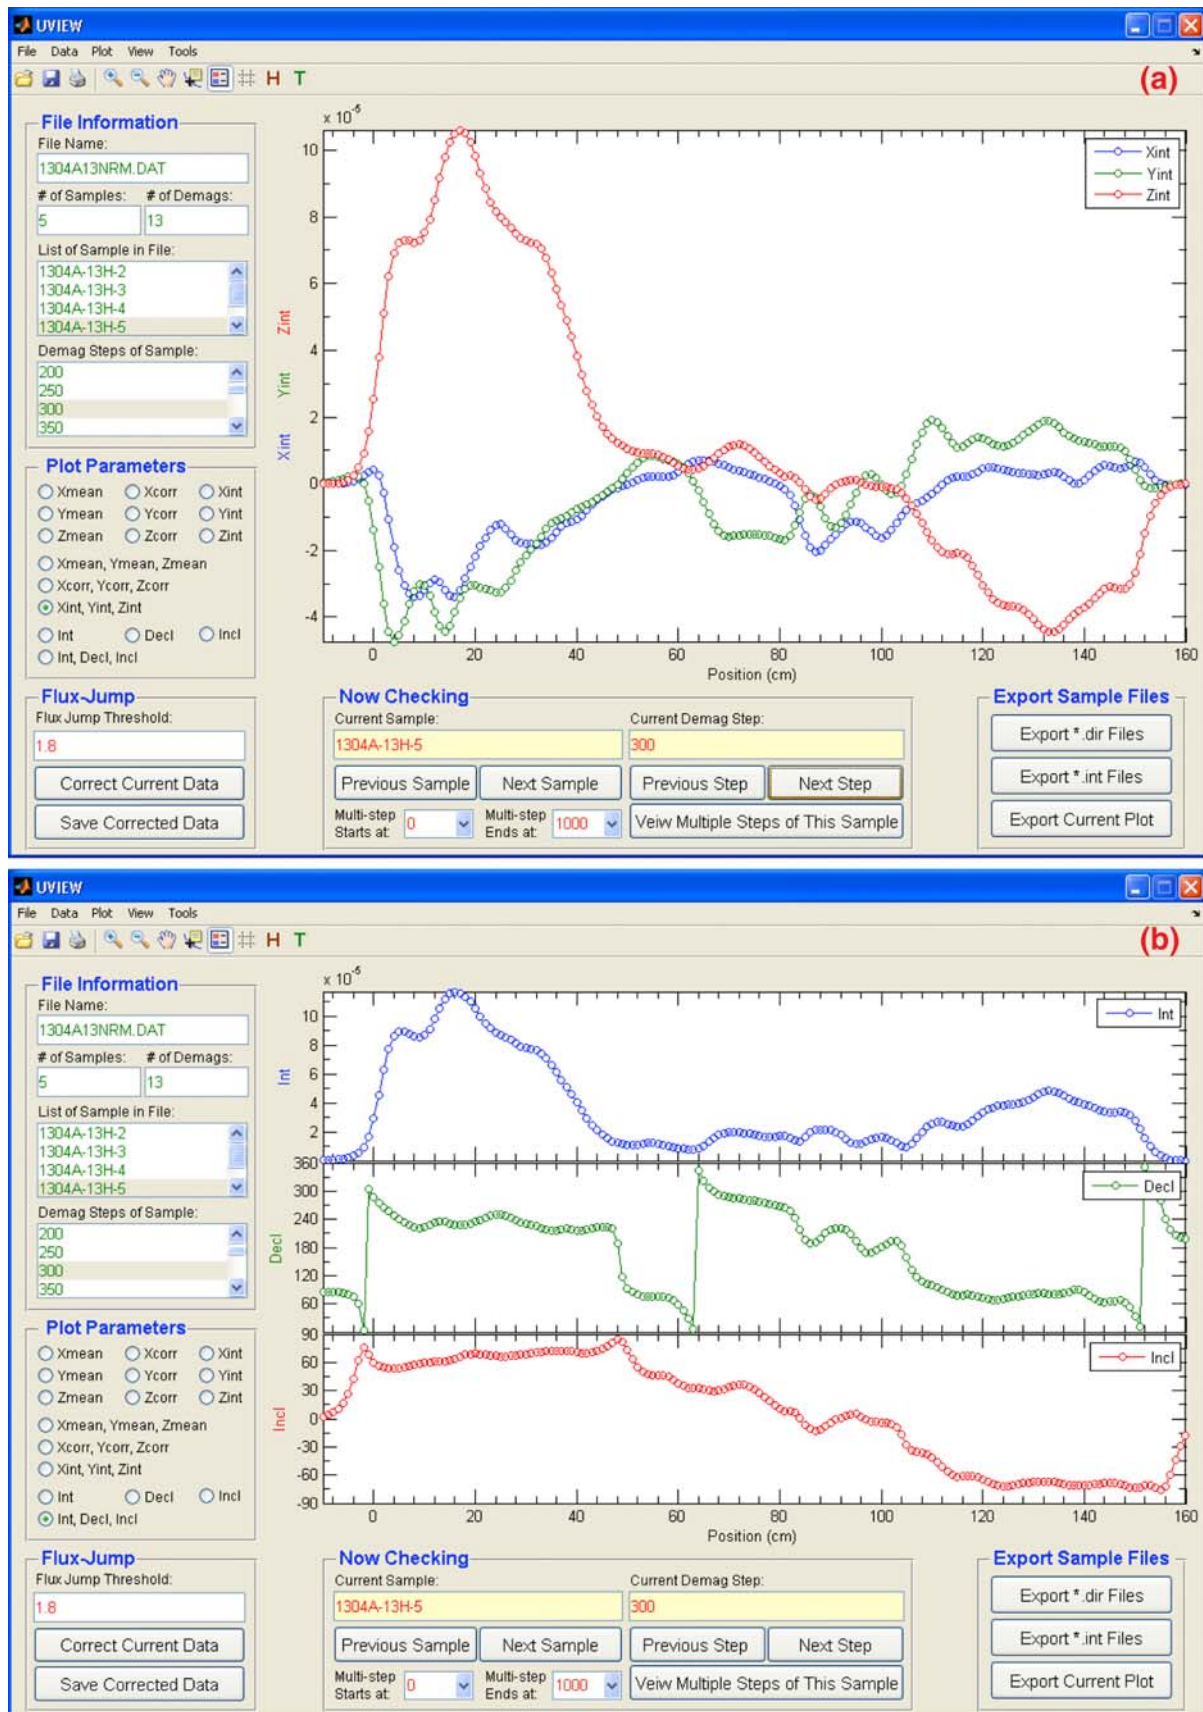 UVIEW
File Data Plot View Tools
H T
(a)
File Information
File Name:
1304A13NRM.DAT
# of Samples: # of Demags:
5 13
List of Sample in File:
1304A-13H-2
1304A-13H-3
1304A-13H-4
1304A-13H-5
Demag Steps of Sample:
200
250
300
350
Plot Parameters
Xmean Xcorr Xint
Ymean Ycorr Yint
Zmean Zcorr Zint
Xmean, Ymean, Zmean
Xcorr, Ycorr, Zcorr
Xint, Yint, Zint
Int Decl Incl
Int, Decl, Incl
Flux-Jump
Flux Jump Threshold:
1.8
Correct Current Data
Save Corrected Data
x 10⁻⁵
10
8
6
4
2
0
-2
-4
Xint Yint Zint
Xint
Yint
Zint
0 20 40 60 80 100 120 140 160
Position (cm)
Now Checking
Current Sample: Current Demag Step:
1304A-13H-5 300
Previous Sample Next Sample Previous Step Next Step
Multi-step Starts at: 0 Multi-step Ends at: 1000 Veiw Multiple Steps of This Sample
Export Sample Files
Export *.dir Files
Export *.int Files
Export Current Plot
UVIEW
File Data Plot View Tools
H T
(b)
File Information
File Name:
1304A13NRM.DAT
# of Samples: # of Demags:
5 13
List of Sample in File:
1304A-13H-2
1304A-13H-3
1304A-13H-4
1304A-13H-5
Demag Steps of Sample:
200
250
300
350
Plot Parameters
Xmean Xcorr Xint
Ymean Ycorr Yint
Zmean Zcorr Zint
Xmean, Ymean, Zmean
Xcorr, Ycorr, Zcorr
Xint, Yint, Zint
Int Decl Incl
Int, Decl, Incl
Flux-Jump
Flux Jump Threshold:
1.8
Correct Current Data
Save Corrected Data
x 10⁻⁵
10
8
6
4
2
Int
Int
360
300
240
180
120
60
Decl
Decl
90
60
30
0
-30
-60
-90
Incl
Incl
0 20 40 60 80 100 120 140 160
Position (cm)
Now Checking
Current Sample: Current Demag Step:
1304A-13H-5 300
Previous Sample Next Sample Previous Step Next Step
Multi-step Starts at: 0 Multi-step Ends at: 1000 Veiw Multiple Steps of This Sample
Export Sample Files
Export *.dir Files
Export *.int Files
Export Current Plot